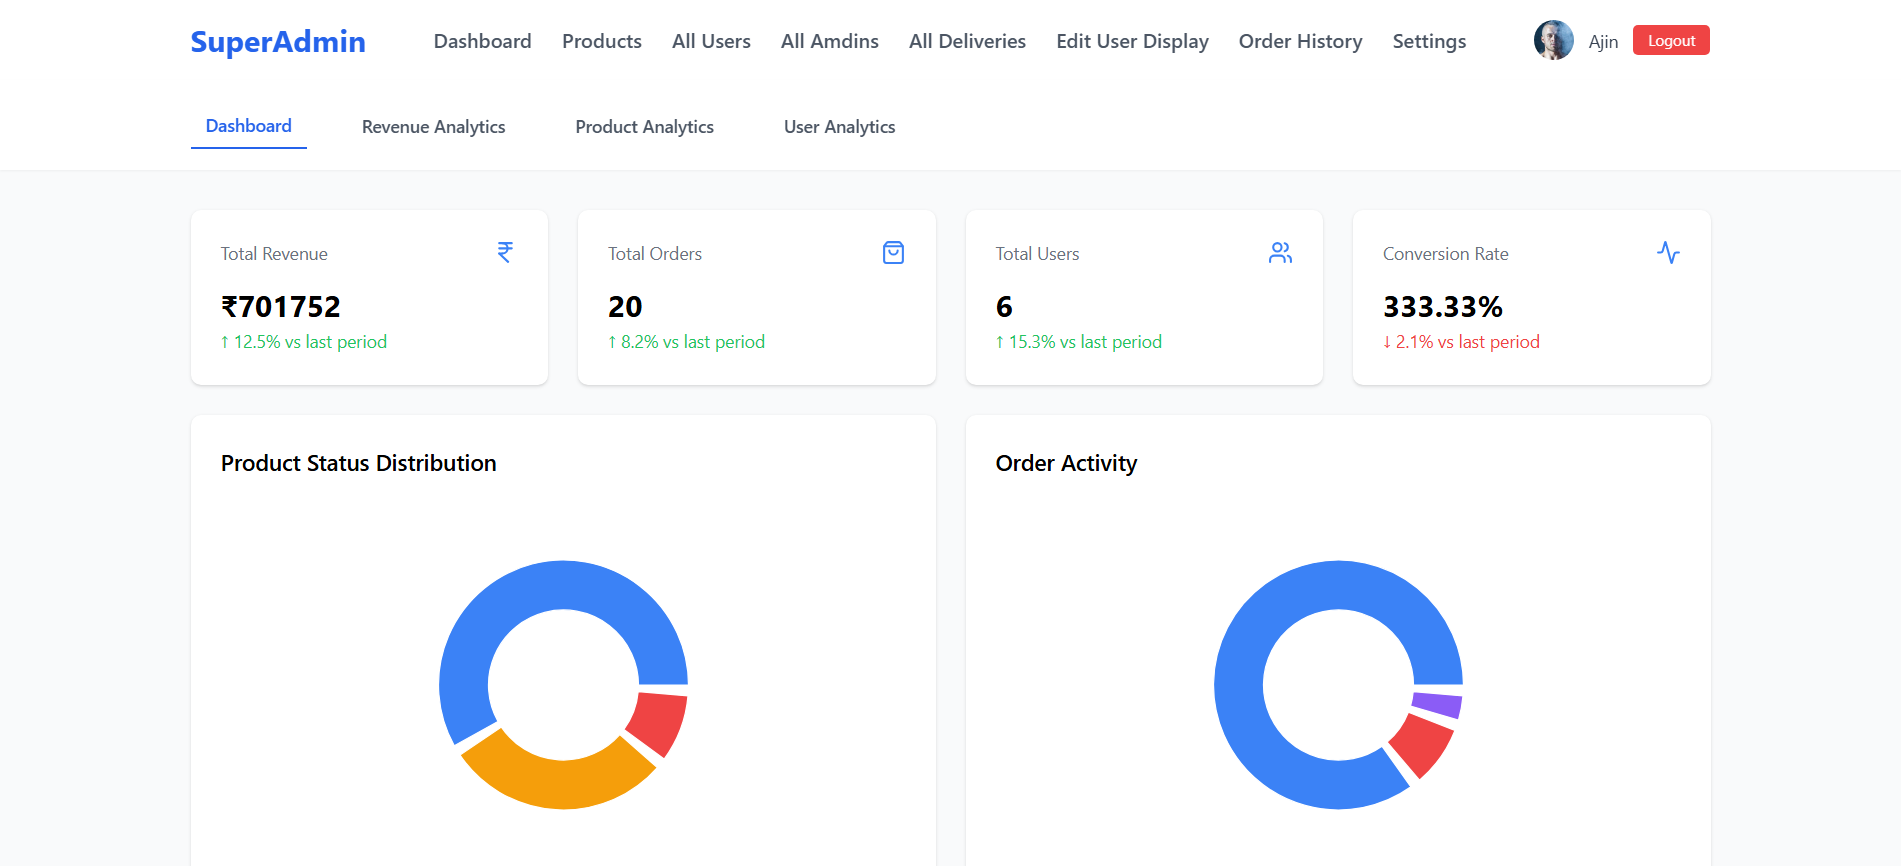 SuperAdmin
Dashboard Products All Users All Amdins All Deliveries Edit User Display Order History Settings
Ajin
Logout
Dashboard Revenue Analytics Product Analytics User Analytics
Total Revenue
₹701752
↑ 12.5% vs last period
Total Orders
20
↑ 8.2% vs last period
Total Users
6
↑ 15.3% vs last period
Conversion Rate
333.33%
↓ 2.1% vs last period
Product Status Distribution
Order Activity